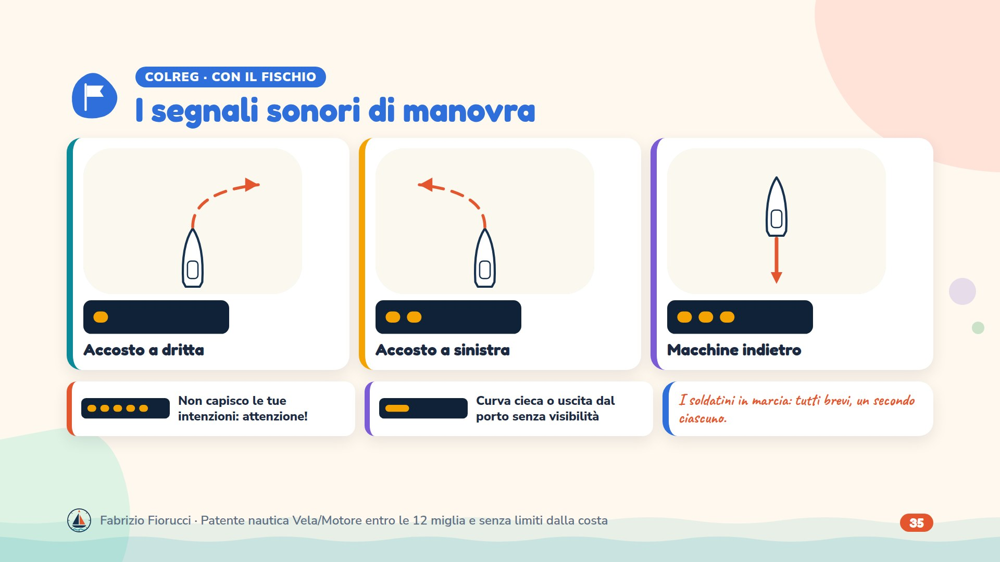 COLREG · CON IL FISCHIO
I segnali sonori di manovra
Accosto a dritta
Accosto a sinistra
Macchine indietro
Non capisco le tue
intenzioni: attenzione!
Curva cieca o uscita dal
porto senza visibilità
I soldatini in marcia: tutti brevi, un secondo
ciascuno.
Fabrizio Fiorucci · Patente nautica Vela/Motore entro le 12 miglia e senza limiti dalla costa
35